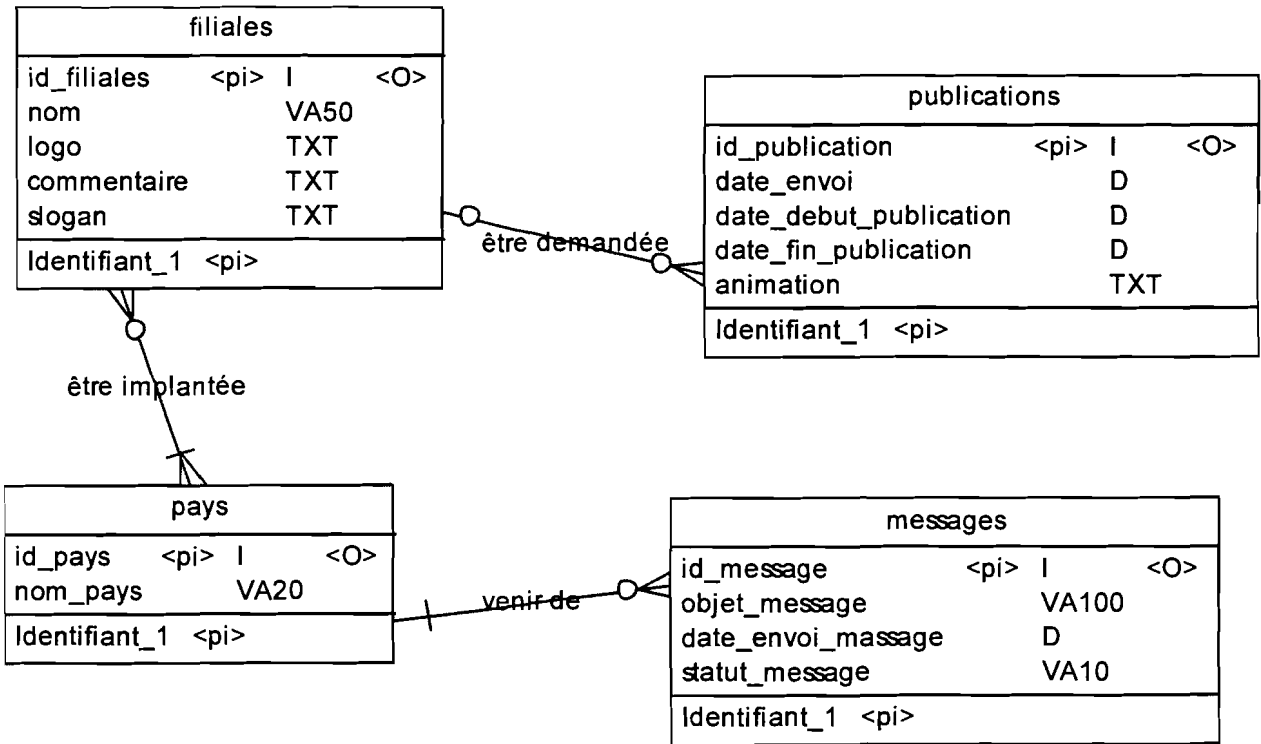 filiales
id_filiales <pi> I <O>
nom VA50
logo TXT
commentaire TXT
slogan TXT
Identifiant_1 <pi>
publications
id_publication <pi> I <O>
date_envoi D
date_debut_publication D
date_fin_publication D
animation TXT
Identifiant_1 <pi>
être demandée
être implantée
pays
id_pays <pi> I <O>
nom_pays VA20
Identifiant_1 <pi>
venir de
messages
id_message <pi> I <O>
objet_message VA100
date_envoi_massage D
statut_message VA10
Identifiant_1 <pi>